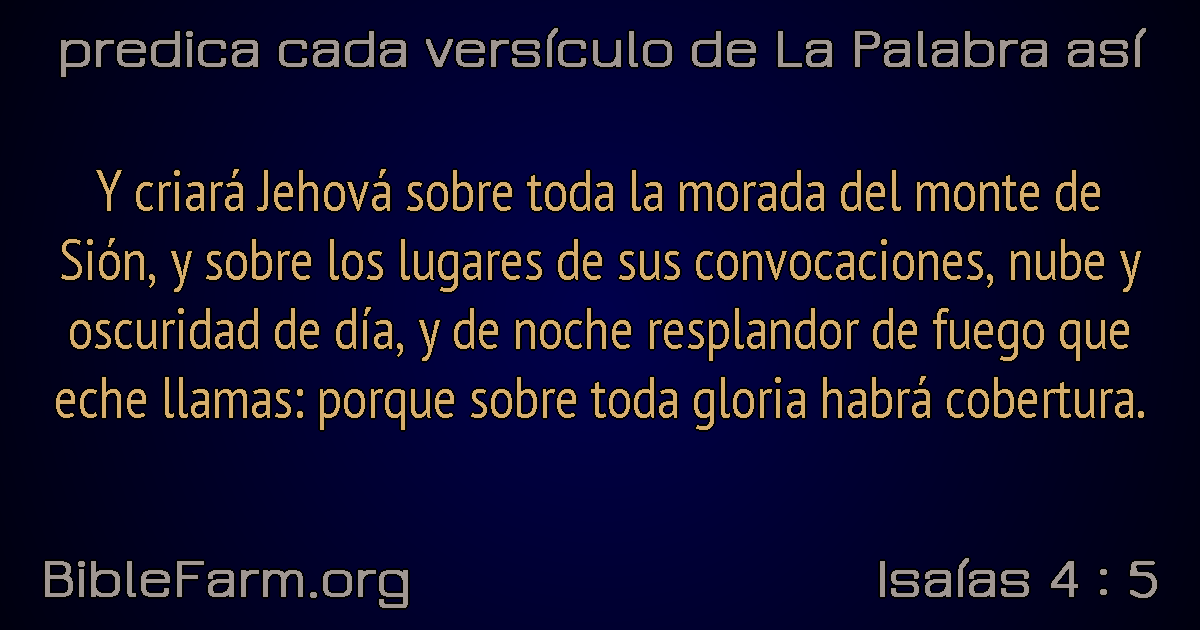 predica cada versículo de La Palabra así
Y criará Jehová sobre toda la morada del monte de
Sión, y sobre los lugares de sus convocaciones, nube y
oscuridad de día, y de noche resplandor de fuego que
eche llamas: porque sobre toda gloria habrá cobertura.
BibleFarm.org
Isaías 4 : 5